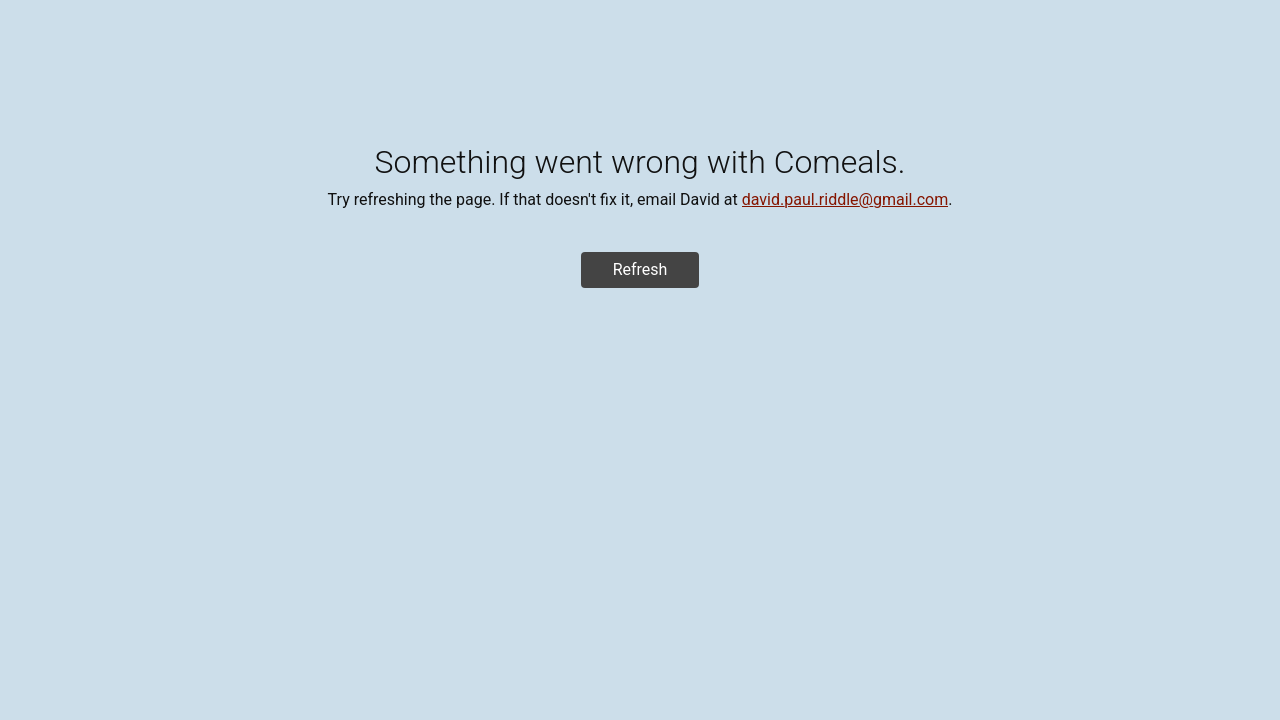 Something went wrong with Comeals.
Try refreshing the page. If that doesn't fix it, email David at david.paul.riddle@gmail.com.
Refresh